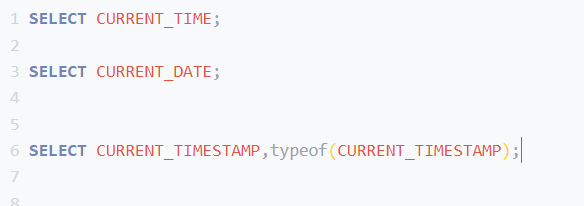 1 SELECT CURRENT_TIME;
2
3 SELECT CURRENT_DATE;
4
5
6 SELECT CURRENT_TIMESTAMP,typeof(CURRENT_TIMESTAMP);
7
8